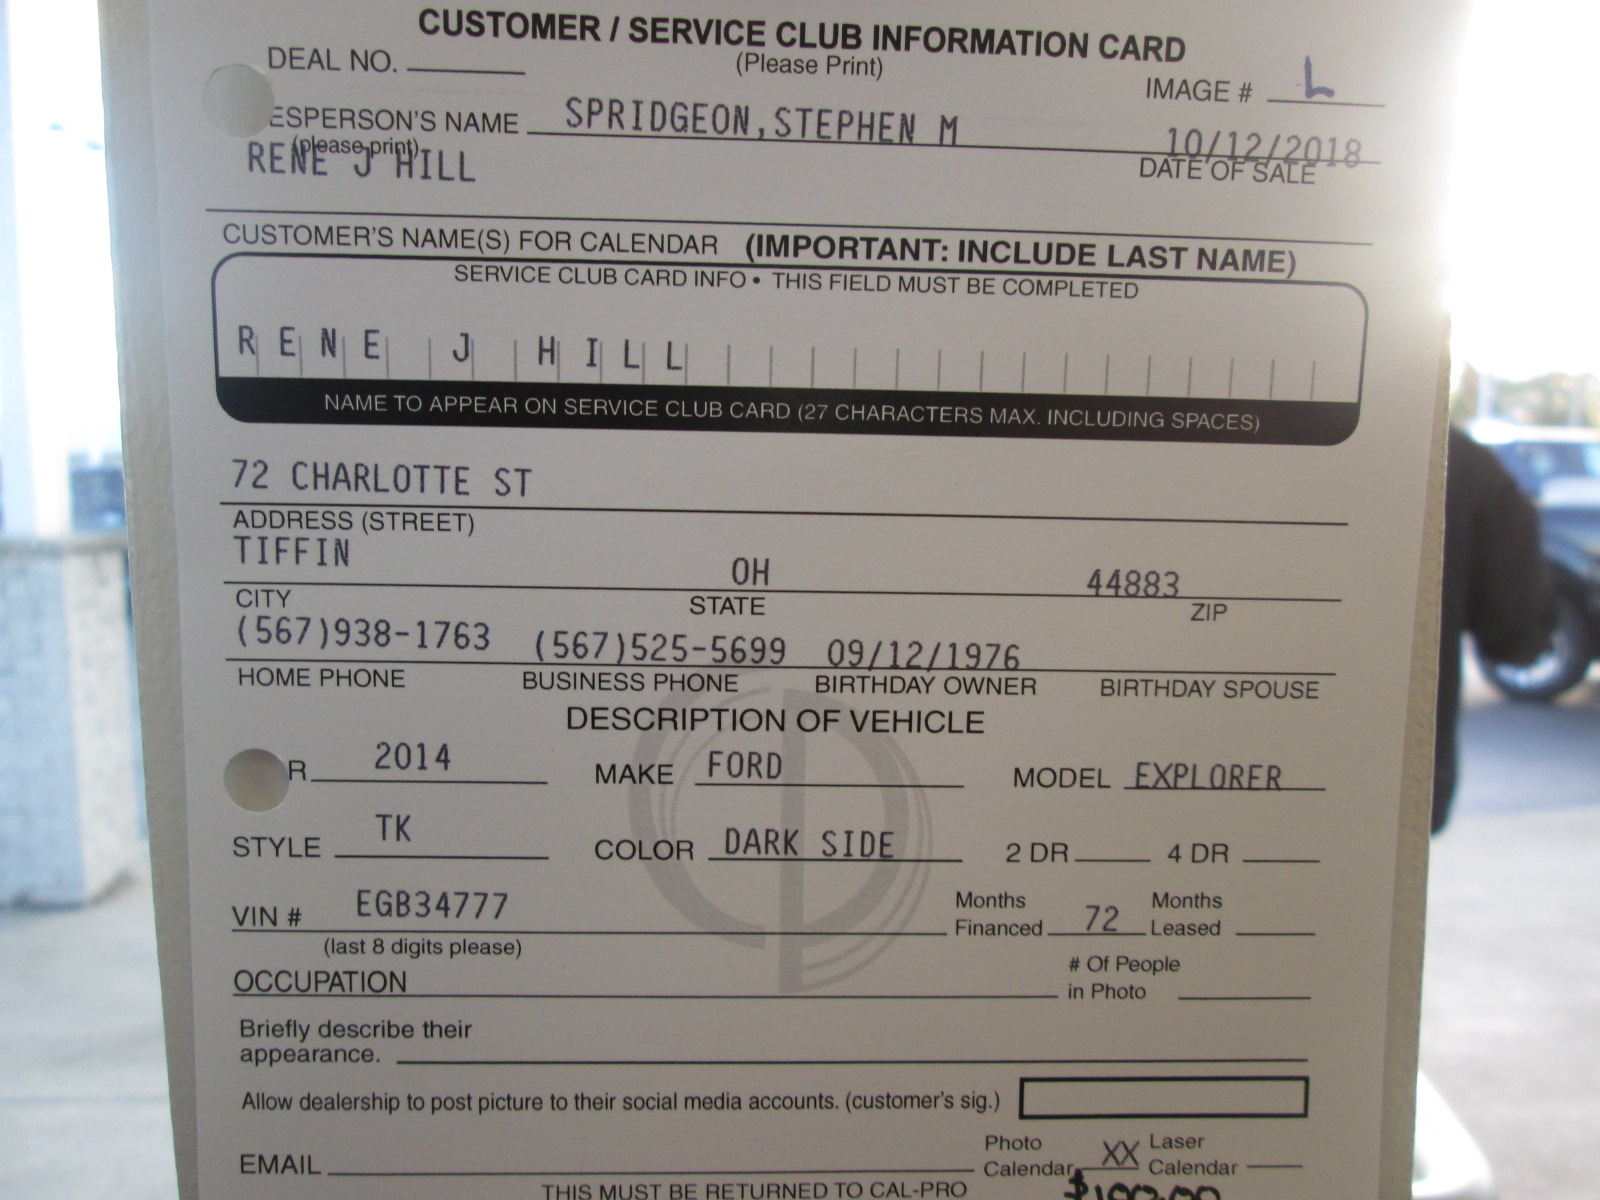 CUSTOMER / SERVICE CLUB INFORMATION CARD
DEAL NO. (Please Print) IMAGE # L
ESPERSON'S NAME SPRIDGEON,STEPHEN M 10/12/2018
(please print) DATE OF SALE
RENE J HILL
CUSTOMER'S NAME(S) FOR CALENDAR (IMPORTANT: INCLUDE LAST NAME)
SERVICE CLUB CARD INFO • THIS FIELD MUST BE COMPLETED
RENE J HILL
NAME TO APPEAR ON SERVICE CLUB CARD (27 CHARACTERS MAX. INCLUDING SPACES)
72 CHARLOTTE ST
ADDRESS (STREET)
TIFFIN OH 44883
CITY STATE ZIP
(567)938-1763 (567)525-5699 09/12/1976
HOME PHONE BUSINESS PHONE BIRTHDAY OWNER BIRTHDAY SPOUSE
DESCRIPTION OF VEHICLE
R 2014 MAKE FORD MODEL EXPLORER
STYLE TK COLOR DARK SIDE 2 DR 4 DR
VIN # EGB34777 Months Financed 72 Months Leased
(last 8 digits please)
OCCUPATION # Of People in Photo
Briefly describe their
appearance.
Allow dealership to post picture to their social media accounts. (customer's sig.)
EMAIL Photo Calendar XX Laser Calendar
THIS MUST BE RETURNED TO CAL-PRO